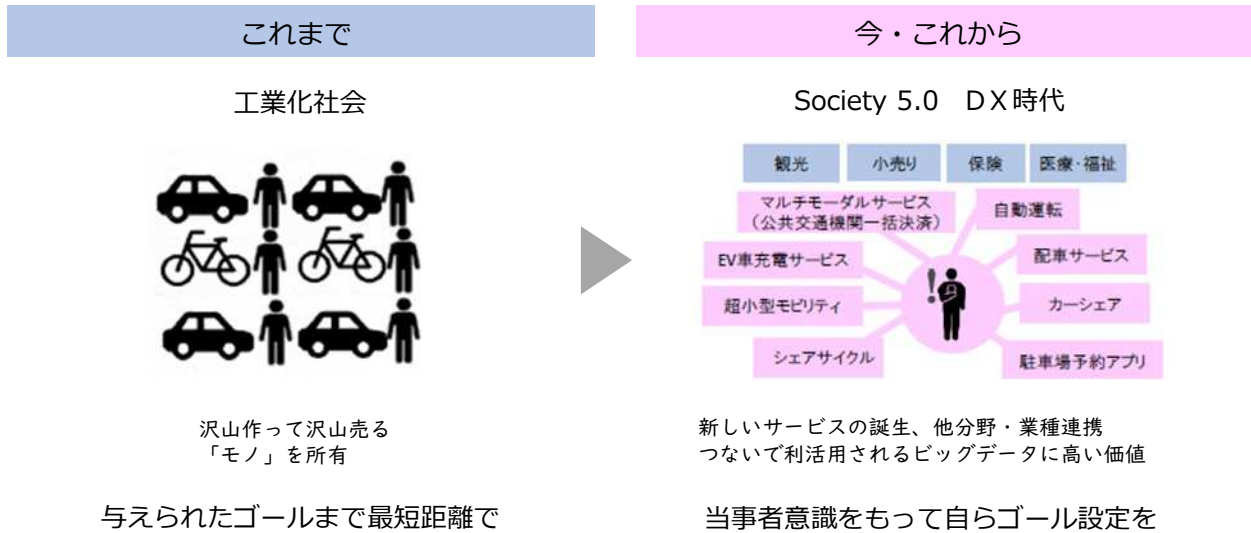 これまで
工業化社会
沢山作って沢山売る
「モノ」を所有
与えられたゴールまで最短距離で
今・これから
Society 5.0　DX時代
観光
小売り
保険
医療・福祉
マルチモーダルサービス
（公共交通機関一括決済）
自動運転
EV車充電サービス
配車サービス
超小型モビリティ
カーシェア
シェアサイクル
駐車場予約アプリ
!
新しいサービスの誕生、他分野・業種連携
つないで利活用されるビッグデータに高い価値
当事者意識をもって自らゴール設定を